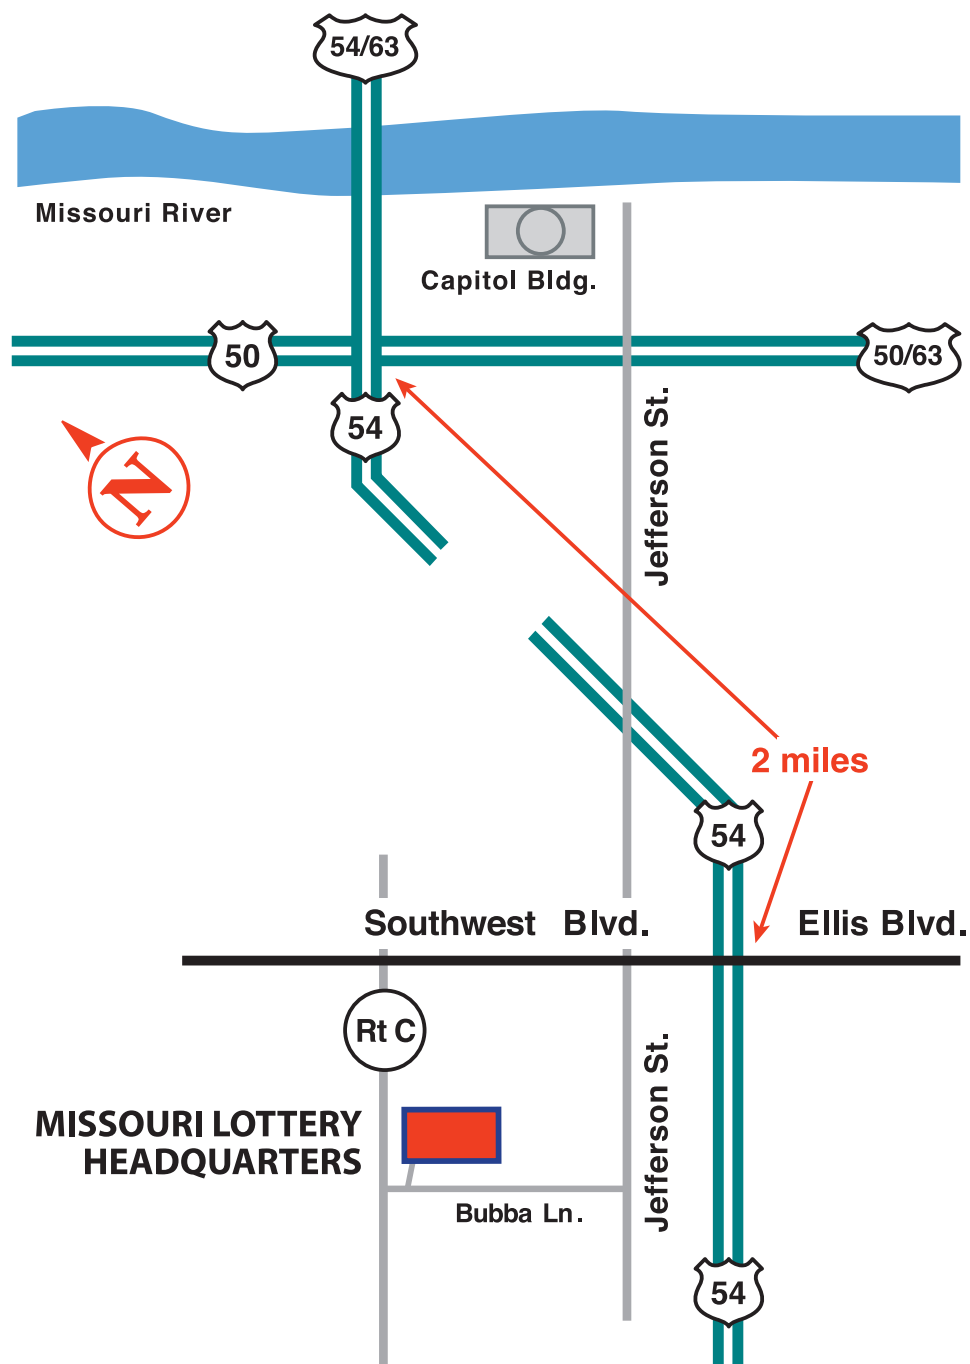 54/63
Missouri River
Capitol Bldg.
50
50/63
54
Jefferson St.
N
2 miles
54
Southwest Blvd.
Ellis Blvd.
Rt C
Jefferson St.
MISSOURI LOTTERY
HEADQUARTERS
Bubba Ln.
54